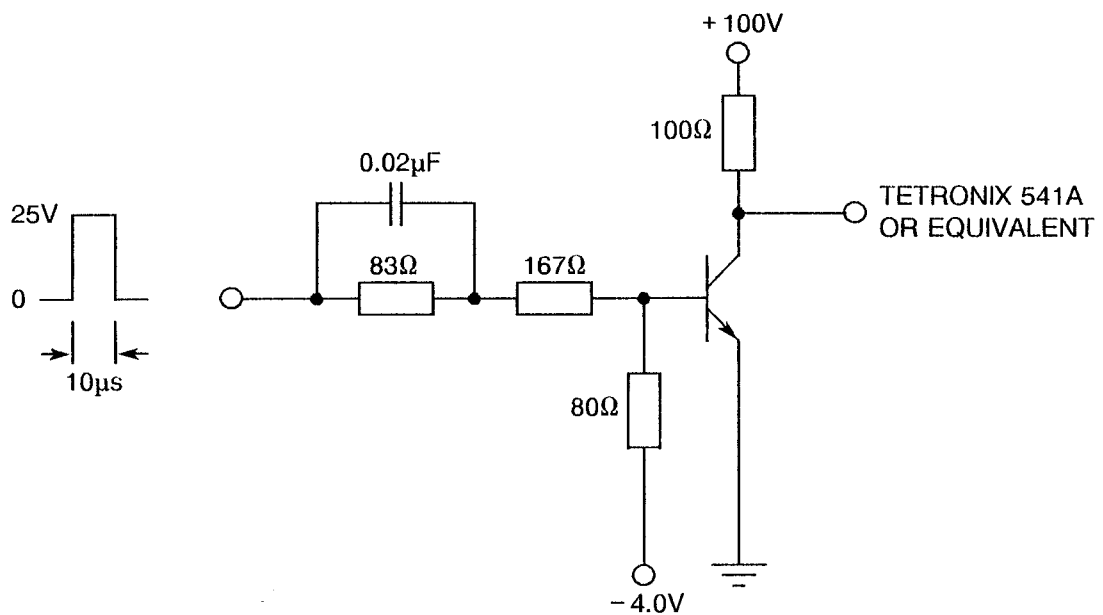 +100V
100Ω
0.02µF
TETRONIX 541A
OR EQUIVALENT
25V
83Ω
167Ω
0
10µs
80Ω
−4.0V